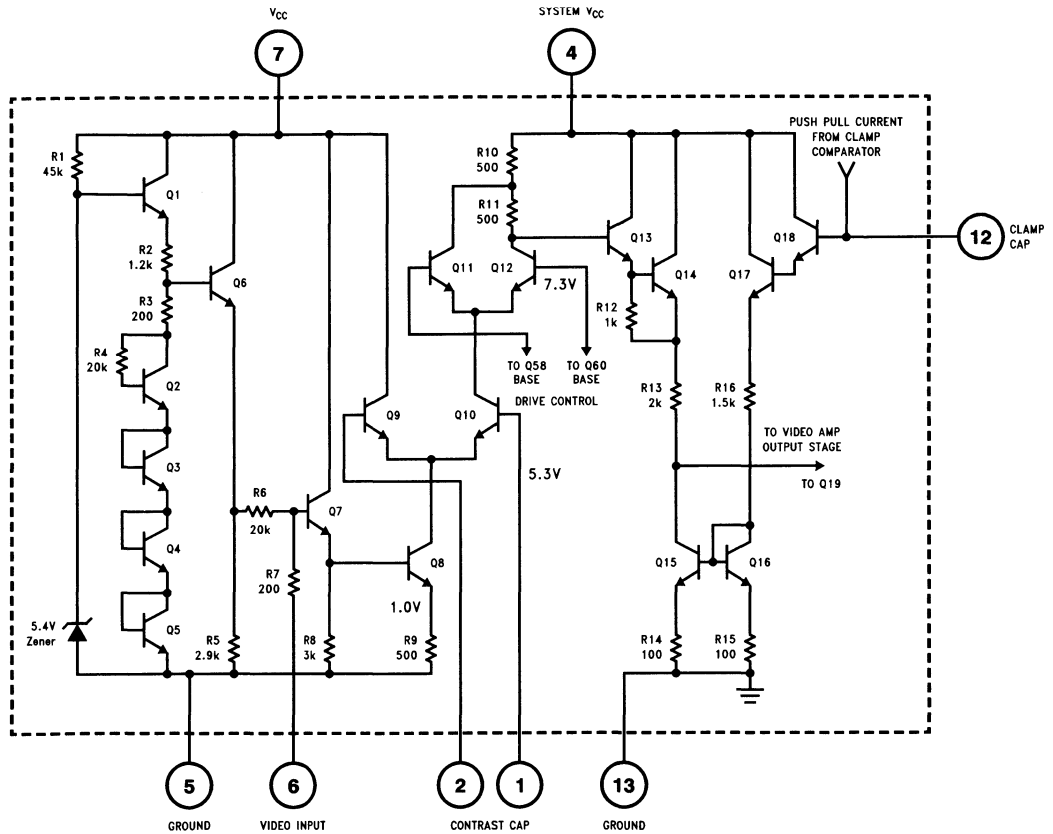 VCC
SYSTEM VCC
7
4
PUSH PULL CURRENT
FROM CLAMP
COMPARATOR
R1
45k
Q1
R2
1.2k
R3
200
R4
20k
Q2
Q3
Q4
Q5
5.4V
Zener
Q6
R5
2.9k
R6
20k
R7
200
Q7
R8
3k
Q8
1.0V
R9
500
Q9
Q10
5.3V
R10
500
R11
500
Q11
Q12
7.3V
TO Q58
BASE
TO Q60
BASE
DRIVE CONTROL
Q13
Q14
R12
1k
R13
2k
Q17
Q18
R16
1.5k
12
CLAMP
CAP
TO VIDEO AMP
OUTPUT STAGE
TO Q19
Q15
Q16
R14
100
R15
100
5
6
2
1
13
GROUND
VIDEO INPUT
CONTRAST CAP
GROUND